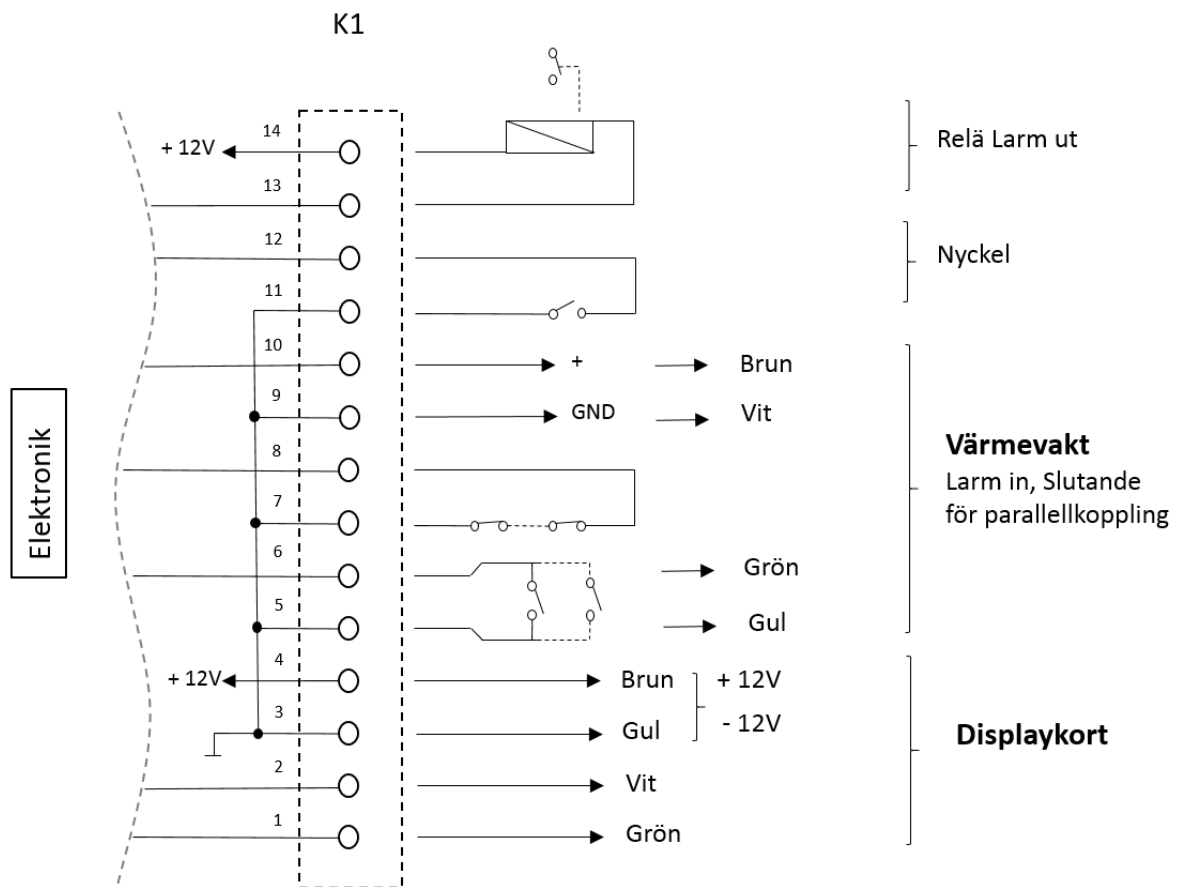 K1
14
+ 12V
Relä Larm ut
13
12
Nyckel
11
10
+
Brun
9
GND
Vit
8
Värmevakt
Larm in, Slutande
för parallellkoppling
7
Elektronik
6
Grön
5
Gul
4
+ 12V
Brun
+ 12V
3
Gul
- 12V
Displaykort
2
Vit
1
Grön